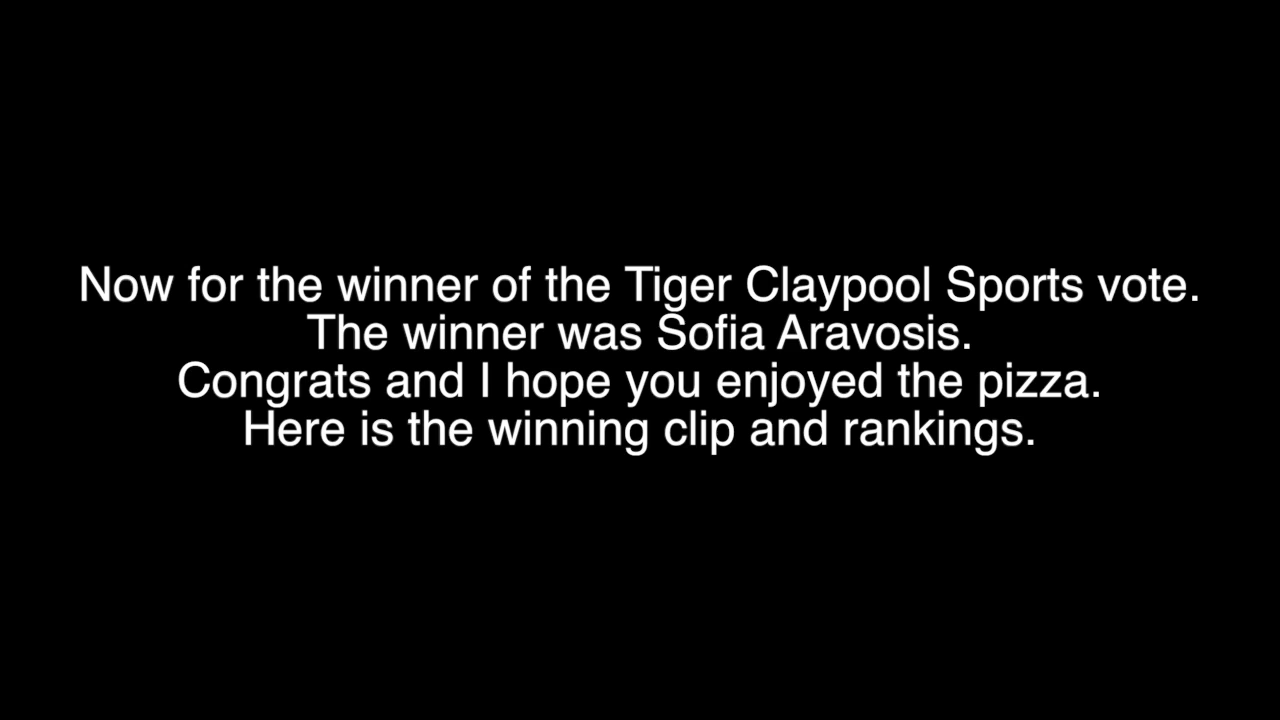 Now for the winner of the Tiger Claypool Sports vote.
The winner was Sofia Aravosis.
Congrats and I hope you enjoyed the pizza.
Here is the winning clip and rankings.